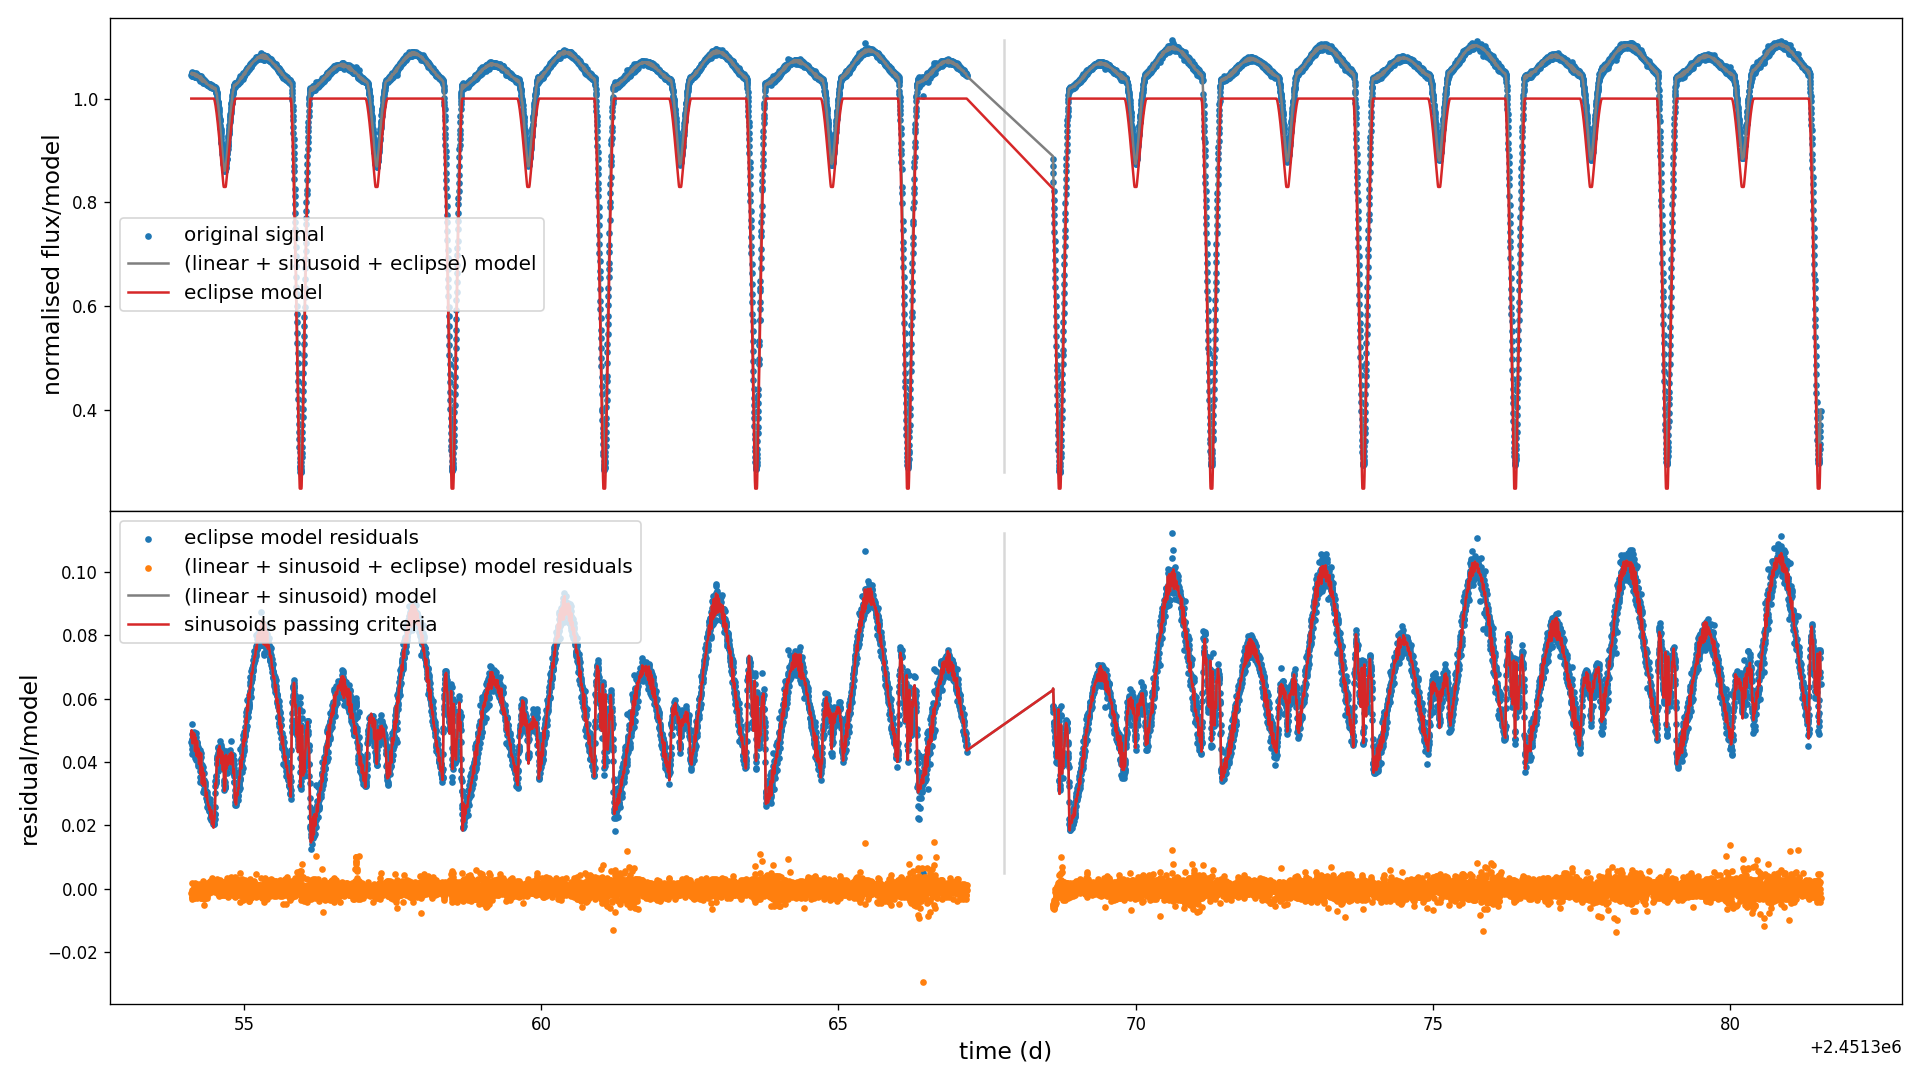 normalised flux/model
1.0
0.8
0.6
0.4
original signal
(linear + sinusoid + eclipse) model
eclipse model
residual/model
0.10
0.08
0.06
0.04
0.02
0.00
−0.02
eclipse model residuals
(linear + sinusoid + eclipse) model residuals
(linear + sinusoid) model
sinusoids passing criteria
55 60 65 70 75 80
time (d)
+2.4513e6